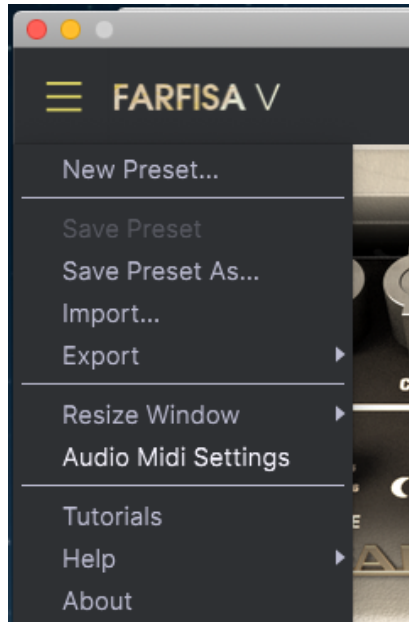 FARFISA V
New Preset...
Save Preset
Save Preset As...
Import...
Export
Resize Window
Audio Midi Settings
Tutorials
Help
About